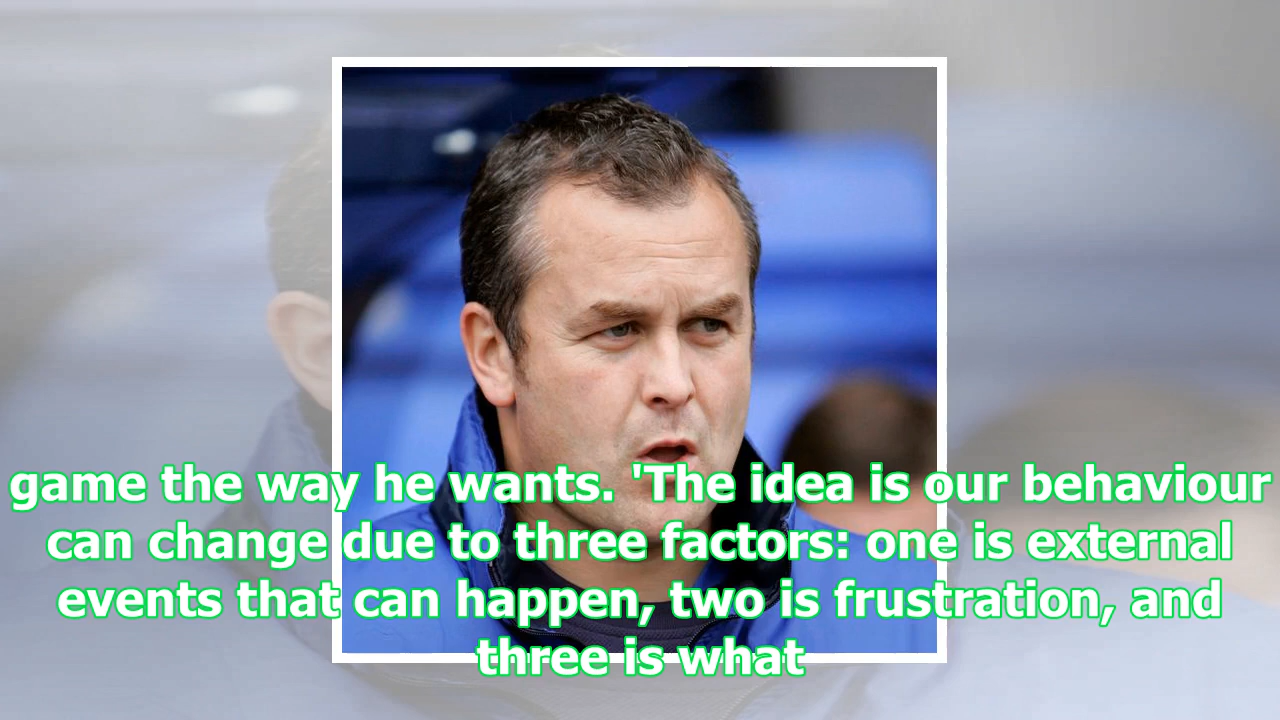 game the way he wants. 'The idea is our behaviour
can change due to three factors: one is external
events that can happen, two is frustration, and
three is what